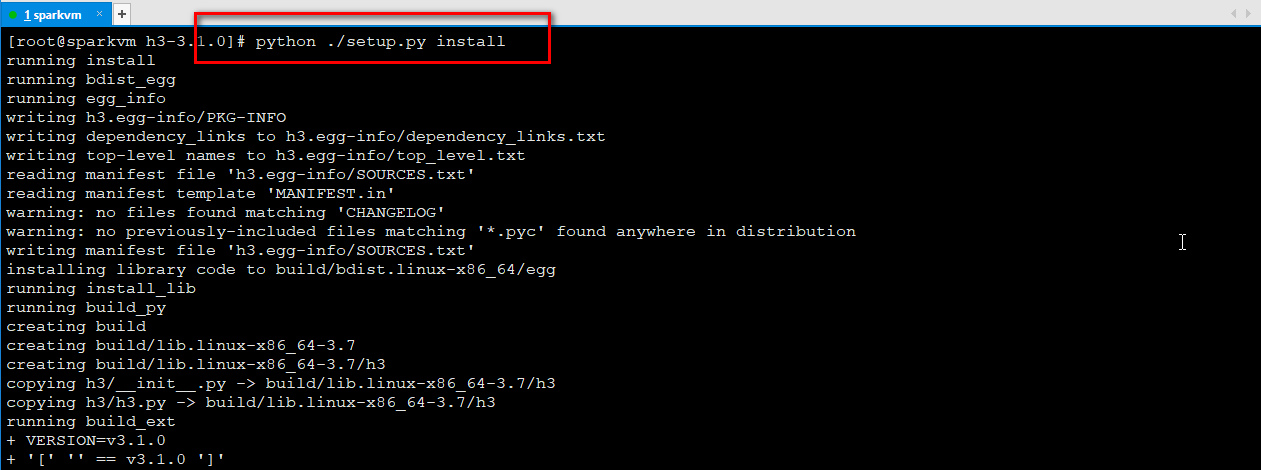 1 sparkvm × +
[root@sparkvm h3-3.1.0]# python ./setup.py install
running install
running bdist_egg
running egg_info
writing h3.egg-info/PKG-INFO
writing dependency_links to h3.egg-info/dependency_links.txt
writing top-level names to h3.egg-info/top_level.txt
reading manifest file 'h3.egg-info/SOURCES.txt'
reading manifest template 'MANIFEST.in'
warning: no files found matching 'CHANGELOG'
warning: no previously-included files matching '*.pyc' found anywhere in distribution
writing manifest file 'h3.egg-info/SOURCES.txt'
installing library code to build/bdist.linux-x86_64/egg
running install_lib
running build_py
creating build
creating build/lib.linux-x86_64-3.7
creating build/lib.linux-x86_64-3.7/h3
copying h3/__init__.py -> build/lib.linux-x86_64-3.7/h3
copying h3/h3.py -> build/lib.linux-x86_64-3.7/h3
running build_ext
+ VERSION=v3.1.0
+ '[' '' == v3.1.0 ']'